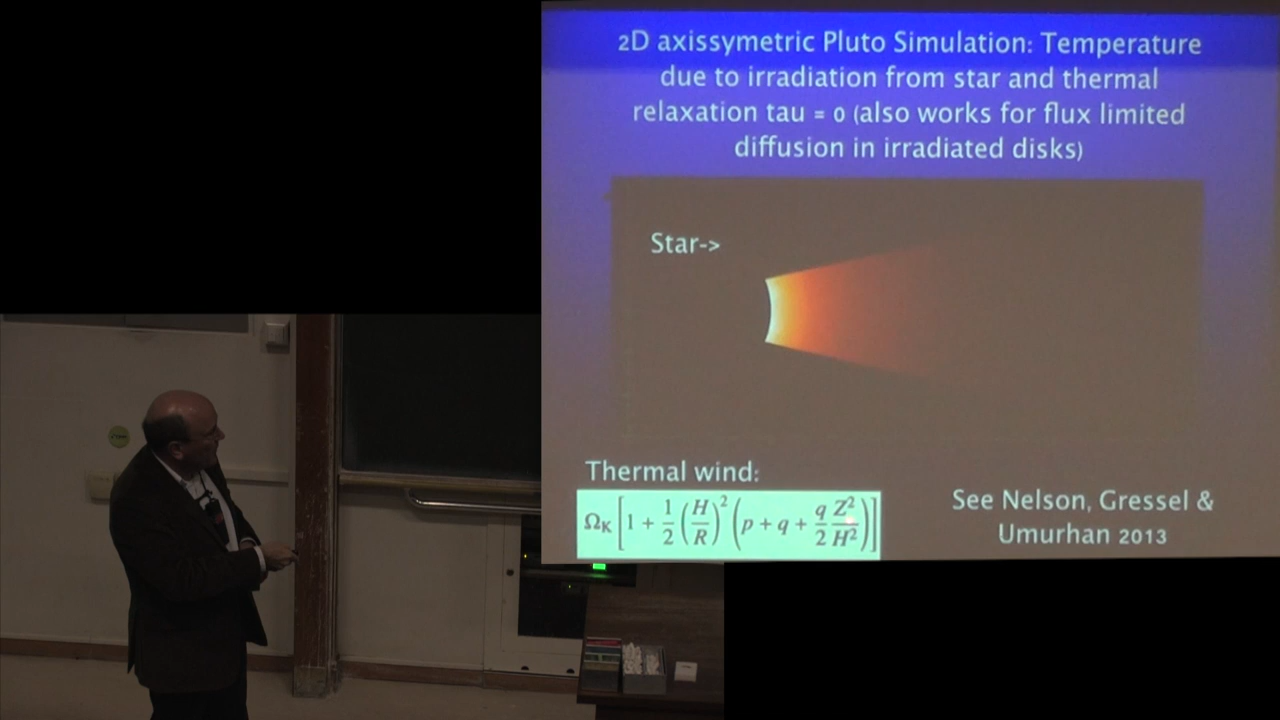 2D axissymetric Pluto Simulation: Temperature
due to irradiation from star and thermal
relaxation tau = 0 (also works for flux limited
diffusion in irradiated disks)
Star->
Thermal wind:
Ω_K [1 + 1/2 (H/R)^2 (p + q + q/2 Z^2/H^2)]
See Nelson, Gressel &
Umurhan 2013